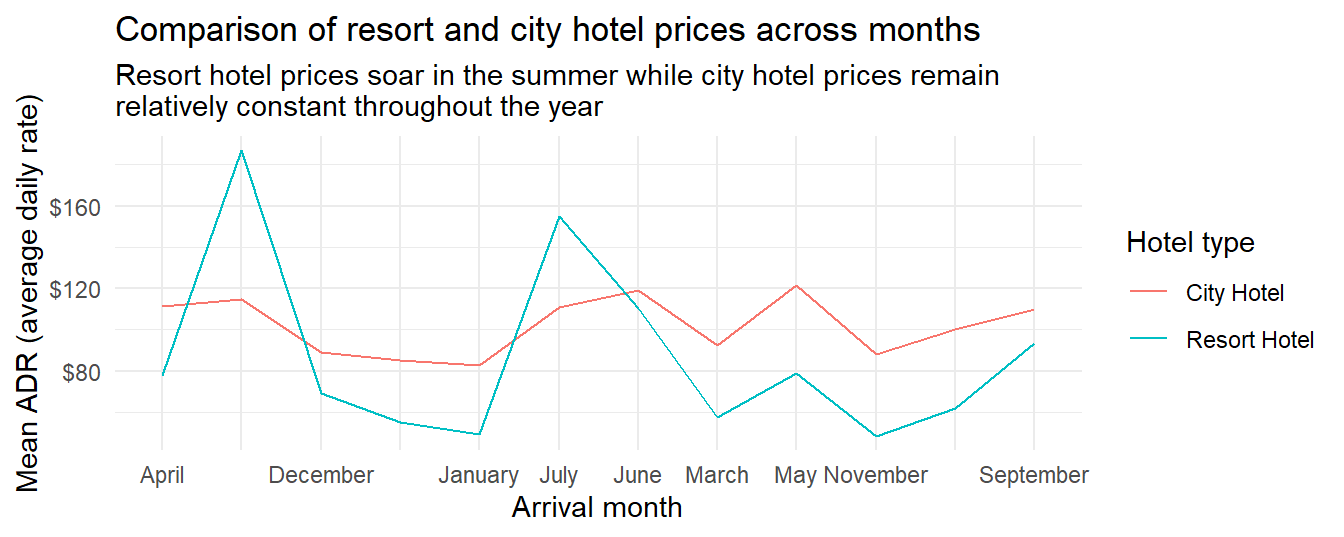 Comparison of resort and city hotel prices across months
Resort hotel prices soar in the summer while city hotel prices remain
relatively constant throughout the year
Mean ADR (average daily rate)
$160
$120
$80
April December January July June March May November September
Arrival month
Hotel type
City Hotel
Resort Hotel